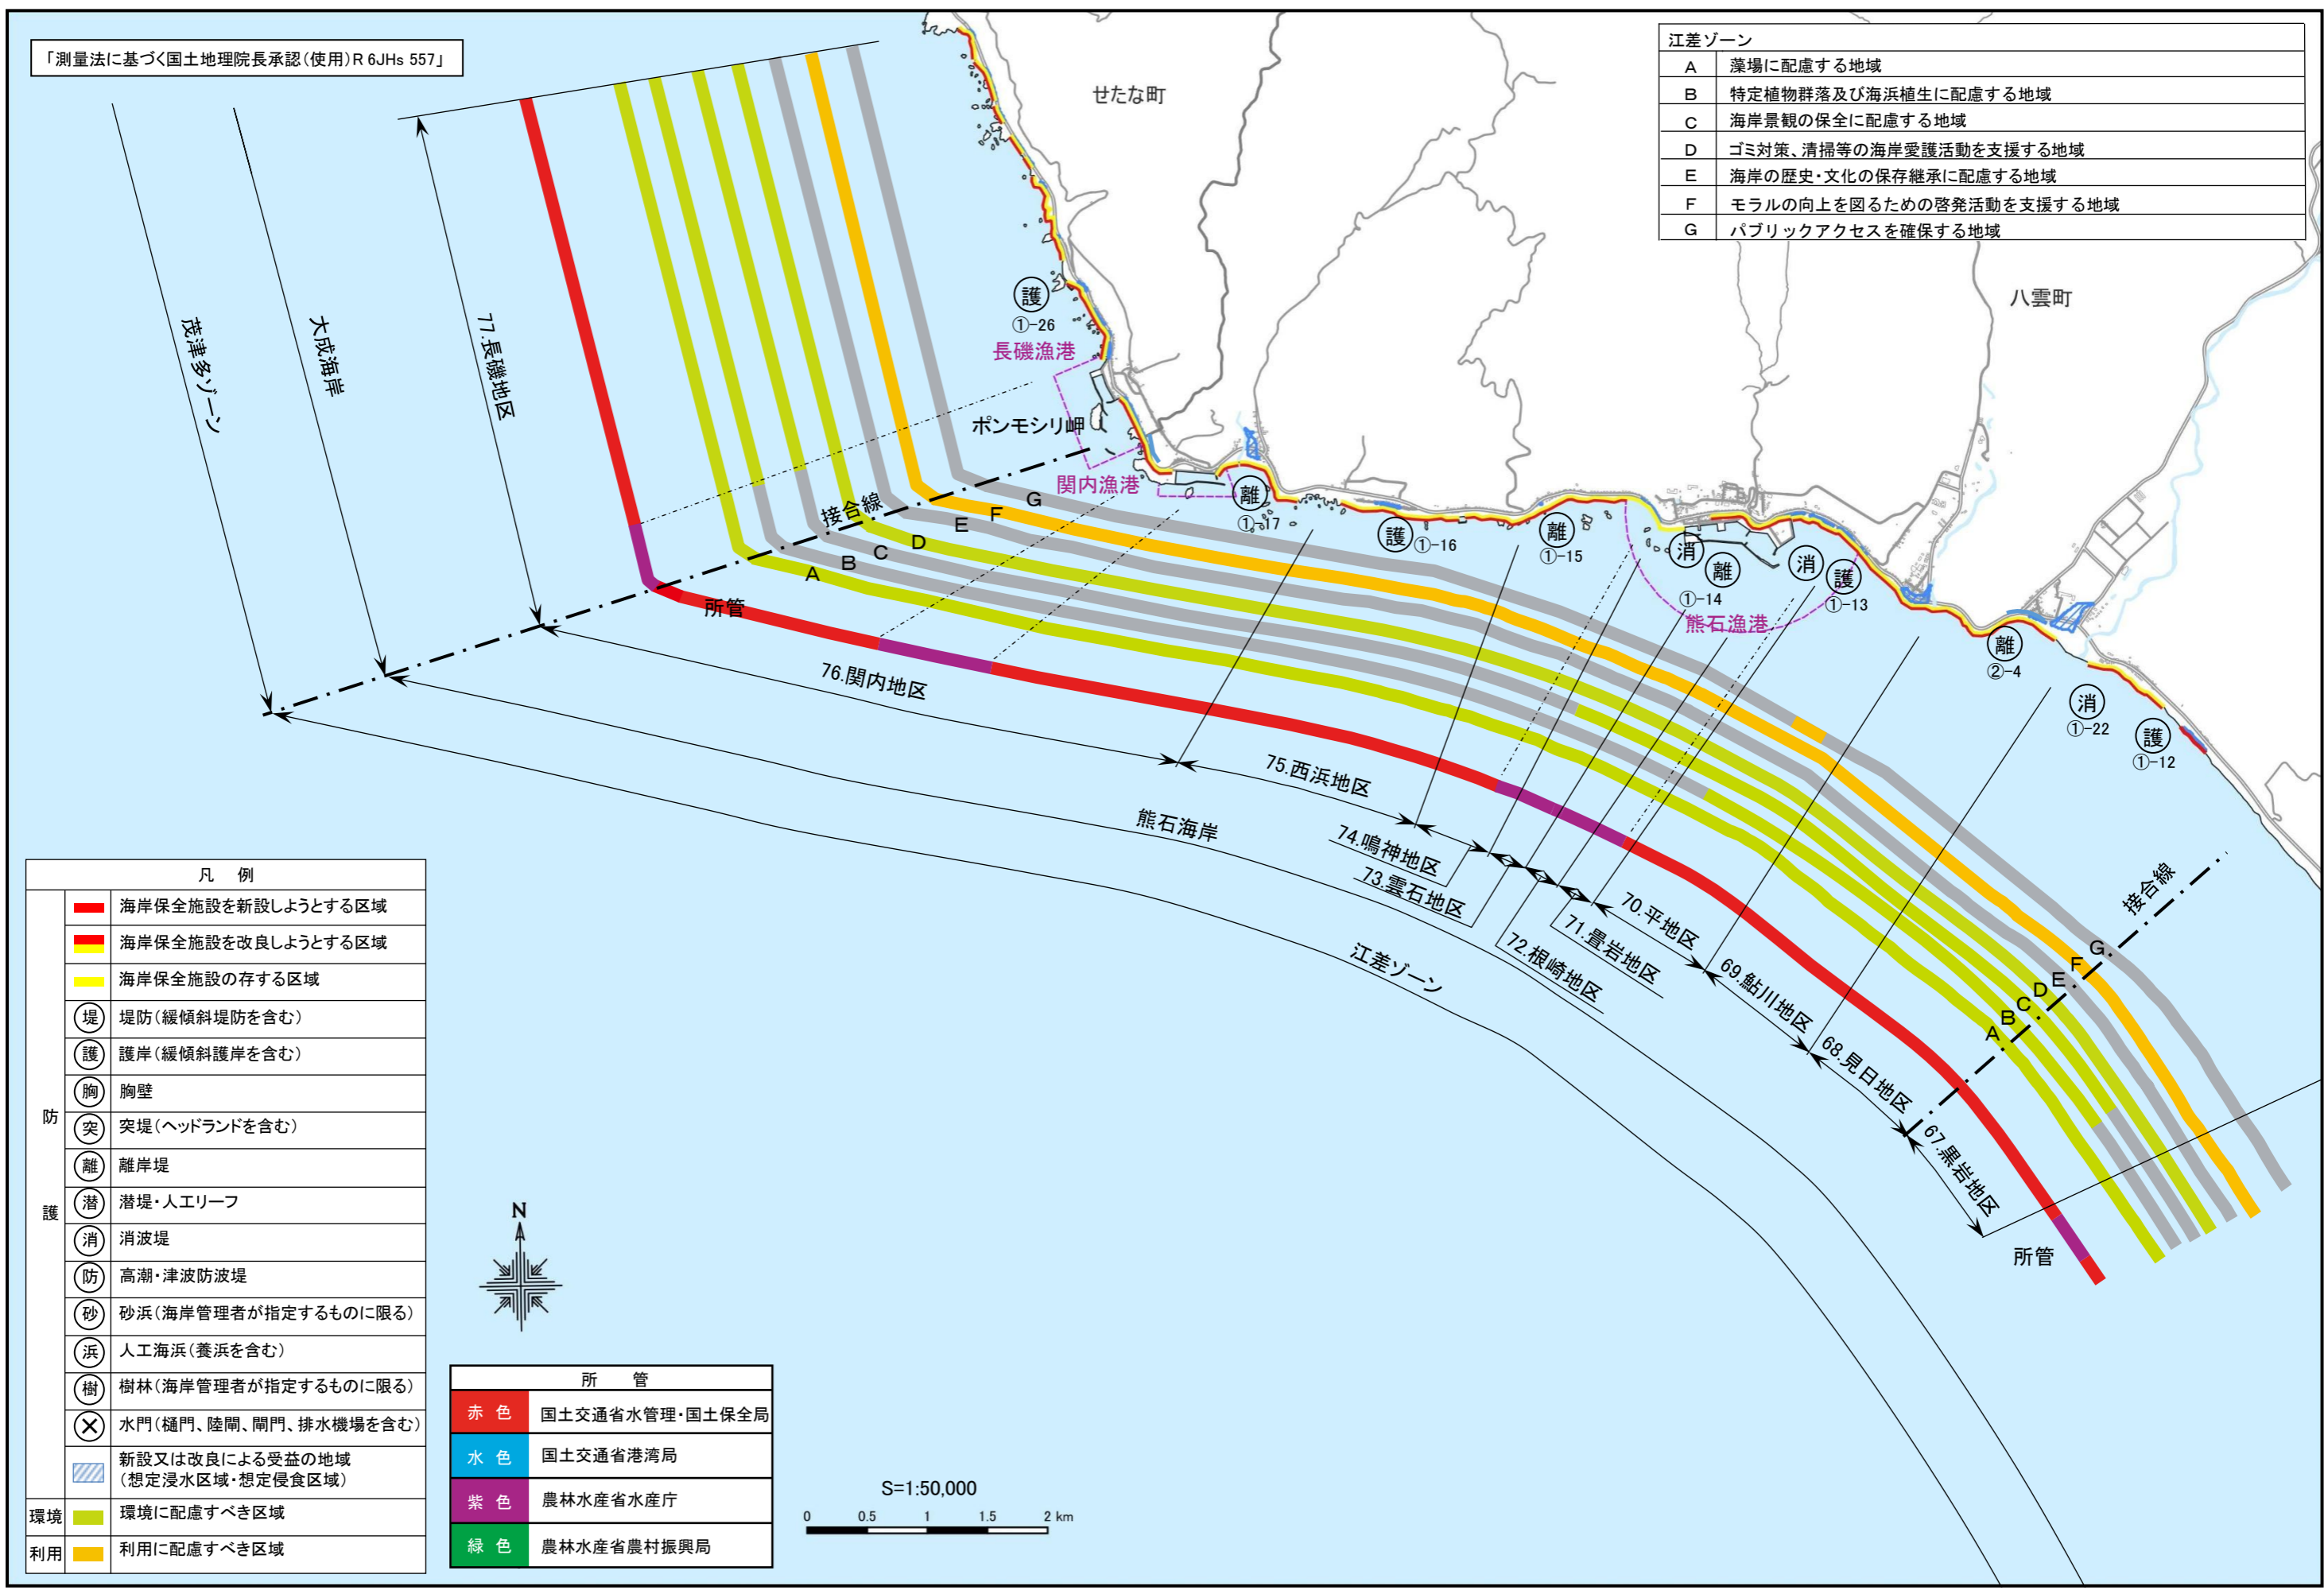 「測量法に基づく国土地理院長承認(使用)R 6JHs 557」
江差ゾーン
A 藻場に配慮する地域
B 特定植物群落及び海浜植生に配慮する地域
C 海岸景観の保全に配慮する地域
D ゴミ対策、清掃等の海岸愛護活動を支援する地域
E 海岸の歴史・文化の保存継承に配慮する地域
F モラルの向上を図るための啓発活動を支援する地域
G パブリックアクセスを確保する地域
せたな町
八雲町
茂津多ゾーン
大成海岸
77.長磯地区
護
①-26
長磯漁港
ポンモシリ岬
関内漁港
離
①-17
護①-16
離
①-15
消
離
①-14
消
護
①-13
熊石漁港
離
②-4
消
①-22
護
①-12
接合線
A
B
C
D
E
F
G
所管
76.関内地区
75.西浜地区
74.鳴神地区
73.雲石地区
72.根崎地区
71.畳岩地区
70.平地区
69.鮎川地区
68.見日地区
67.黒岩地区
熊石海岸
江差ゾーン
接合線
A
B
C
D
E
F
G
所管
凡 例
防護
海岸保全施設を新設しようとする区域
海岸保全施設を改良しようとする区域
海岸保全施設の存する区域
堤 堤防(緩傾斜堤防を含む)
護 護岸(緩傾斜護岸を含む)
胸 胸壁
突 突堤(ヘッドランドを含む)
離 離岸堤
潜 潜堤・人工リーフ
消 消波堤
防 高潮・津波防波堤
砂 砂浜(海岸管理者が指定するものに限る)
浜 人工海浜(養浜を含む)
樹 樹林(海岸管理者が指定するものに限る)
水門(樋門、陸閘、閘門、排水機場を含む)
新設又は改良による受益の地域
(想定浸水区域・想定侵食区域)
環境 環境に配慮すべき区域
利用 利用に配慮すべき区域
N
所 管
赤 色 国土交通省水管理・国土保全局
水 色 国土交通省港湾局
紫 色 農林水産省水産庁
緑 色 農林水産省農村振興局
S=1:50,000
0 0.5 1 1.5 2 km